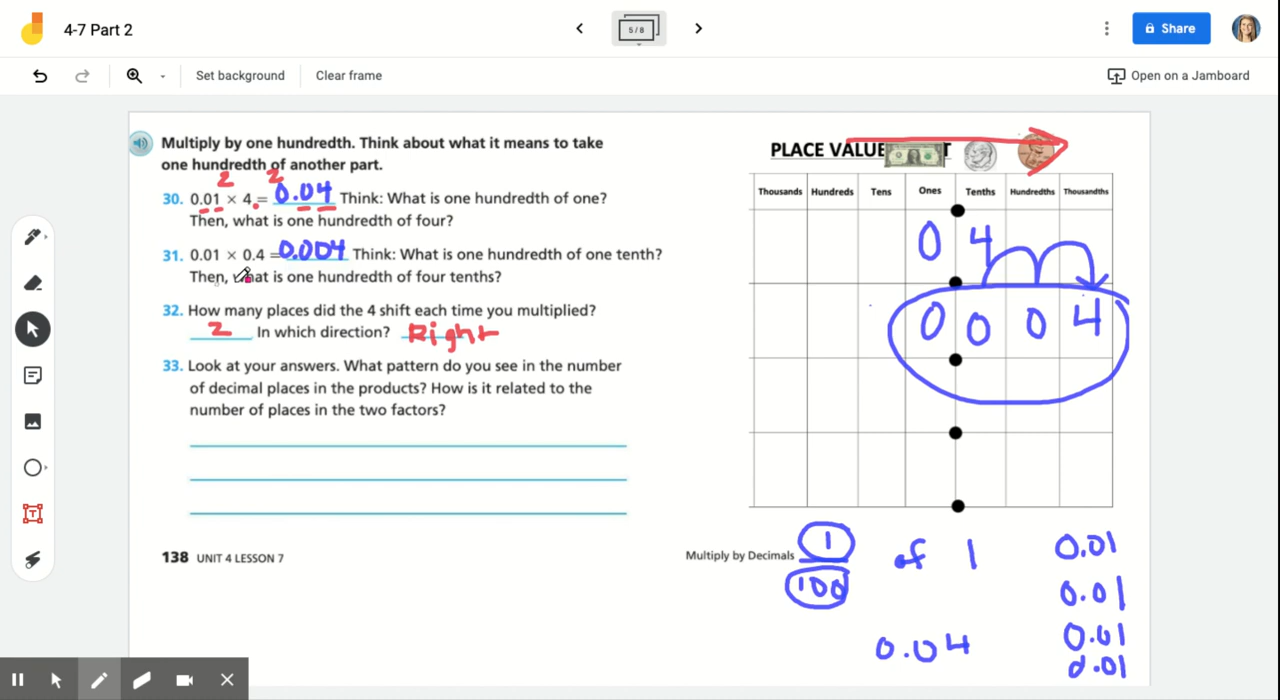 4-7 Part 2
5/8
Share
Set background
Clear frame
Open on a Jamboard
Multiply by one hundredth. Think about what it means to take
one hundredth of another part.
2 2
30. 0.01 × 4 = 0.04 Think: What is one hundredth of one?
Then, what is one hundredth of four?
31. 0.01 × 0.4 = 0.004 Think: What is one hundredth of one tenth?
Then, what is one hundredth of four tenths?
32. How many places did the 4 shift each time you multiplied?
2 In which direction? Right
33. Look at your answers. What pattern do you see in the number
of decimal places in the products? How is it related to the
number of places in the two factors?
138 UNIT 4 LESSON 7
PLACE VALUE T
Thousands Hundreds Tens Ones Tenths Hundredths Thousandths
0 4
0 0 0 4
Multiply by Decimals
1
100
of 1
0.04
0.01
0.01
0.01
0.01